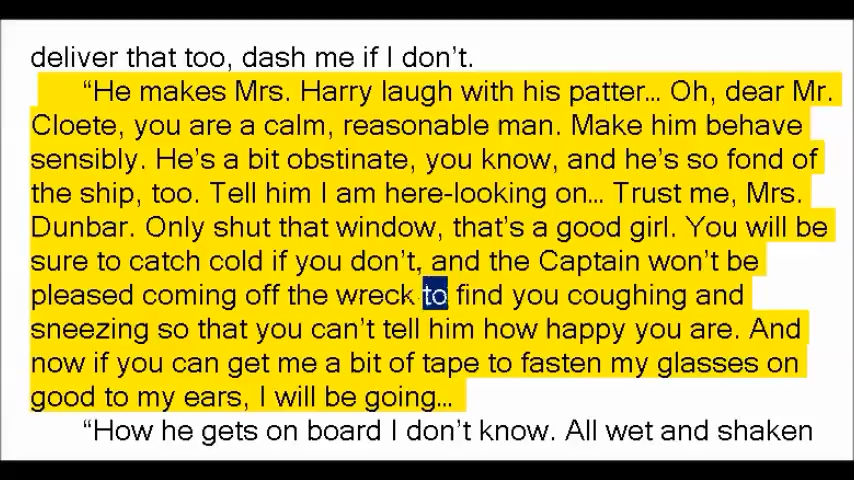 deliver that too, dash me if I don't.
“He makes Mrs. Harry laugh with his patter... Oh, dear Mr.
Cloete, you are a calm, reasonable man. Make him behave
sensibly. He's a bit obstinate, you know, and he's so fond of
the ship, too. Tell him I am here-looking on... Trust me, Mrs.
Dunbar. Only shut that window, that's a good girl. You will be
sure to catch cold if you don't, and the Captain won't be
pleased coming off the wreck to find you coughing and
sneezing so that you can't tell him how happy you are. And
now if you can get me a bit of tape to fasten my glasses on
good to my ears, I will be going...
“How he gets on board I don't know. All wet and shaken